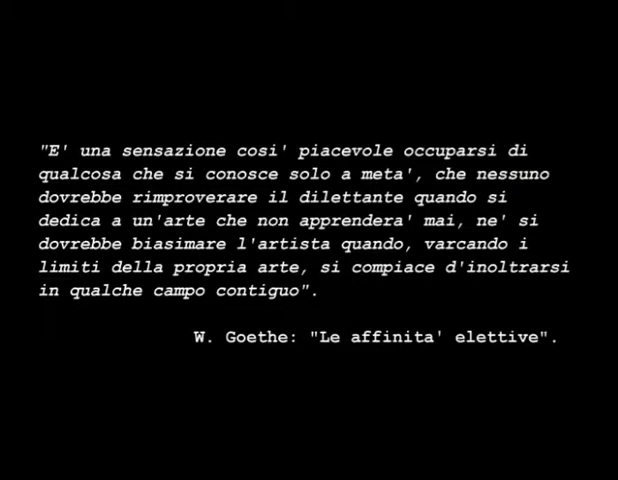 "E' una sensazione cosi' piacevole occuparsi di
qualcosa che si conosce solo a meta', che nessuno
dovrebbe rimproverare il dilettante quando si
dedica a un'arte che non apprendera' mai, ne' si
dovrebbe biasimare l'artista quando, varcando i
limiti della propria arte, si compiace d'inoltrarsi
in qualche campo contiguo".
W. Goethe: "Le affinita' elettive".